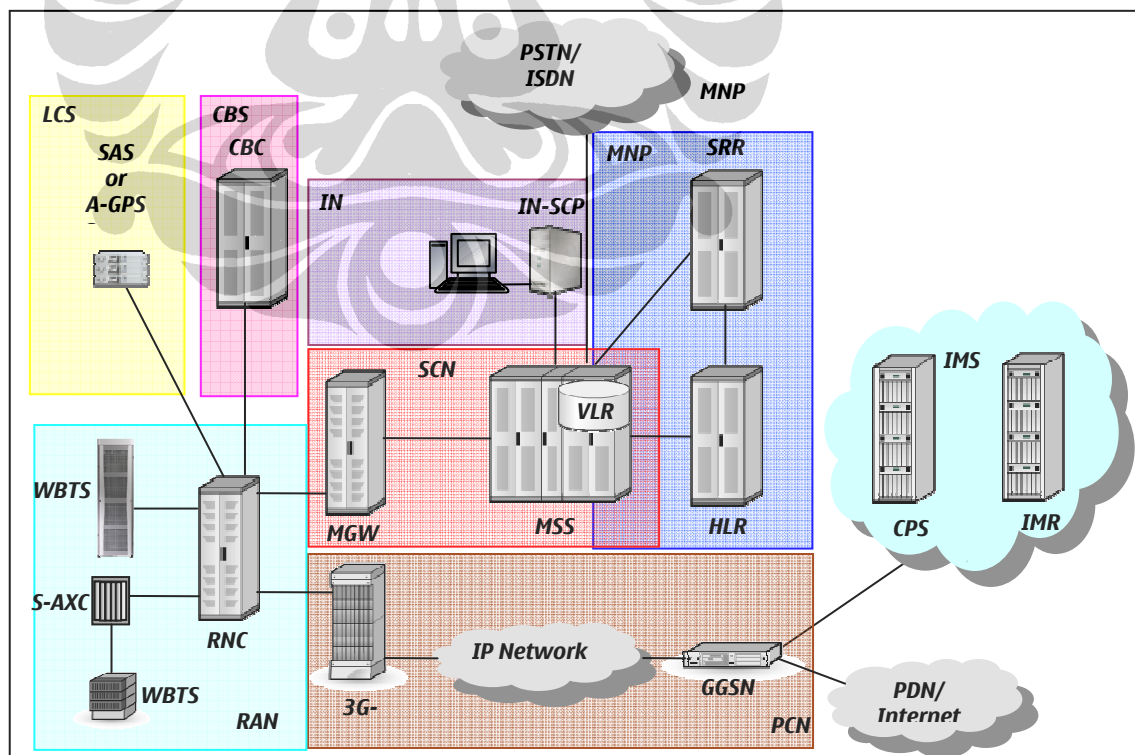 PSTN/
ISDN
MNP
LCS
CBS
CBC
SAS
or
A-GPS
IN
IN-SCP
MNP
SRR
SCN
VLR
IMS
WBTS
MGW
MSS
HLR
CPS
IMR
S-AXC
RNC
IP Network
GGSN
WBTS
RAN
3G-
PCN
PDN/
Internet